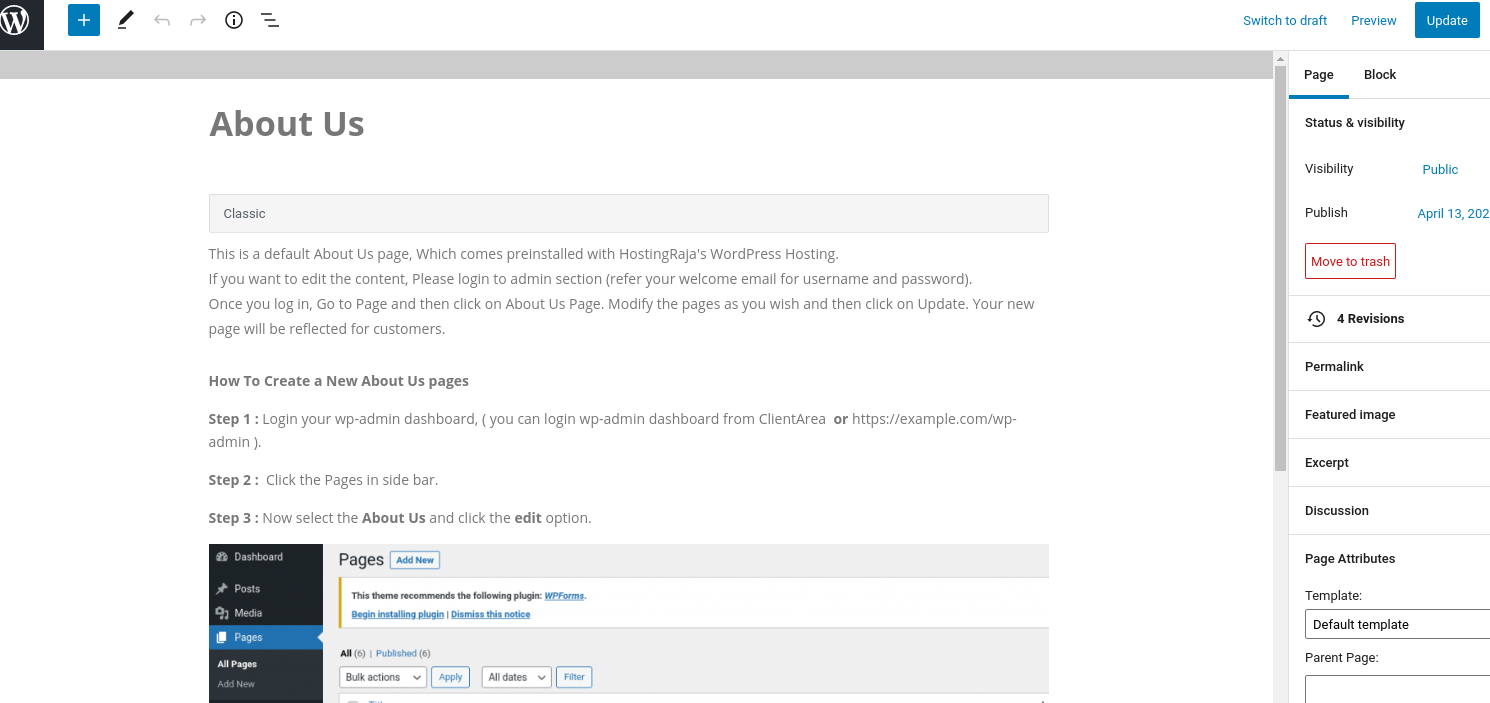 Switch to draft Preview Update
Page Block
About Us
Status & visibility
Visibility Public
Publish April 13, 202
Move to trash
4 Revisions
Permalink
Featured image
Excerpt
Discussion
Page Attributes
Template:
Default template
Parent Page:
Classic
This is a default About Us page, Which comes preinstalled with HostingRaja's WordPress Hosting.
If you want to edit the content, Please login to admin section (refer your welcome email for username and password).
Once you log in, Go to Page and then click on About Us Page. Modify the pages as you wish and then click on Update. Your new
page will be reflected for customers.
How To Create a New About Us pages
Step 1 : Login your wp-admin dashboard, ( you can login wp-admin dashboard from ClientArea or https://example.com/wp-
admin ).
Step 2 : Click the Pages in side bar.
Step 3 : Now select the About Us and click the edit option.
Dashboard
Posts
Media
Pages
All Pages
Add New
Pages Add New
This theme recommends the following plugin: WPForms.
Begin installing plugin | Dismiss this notice
All (6) | Published (6)
Bulk actions Apply All dates Filter